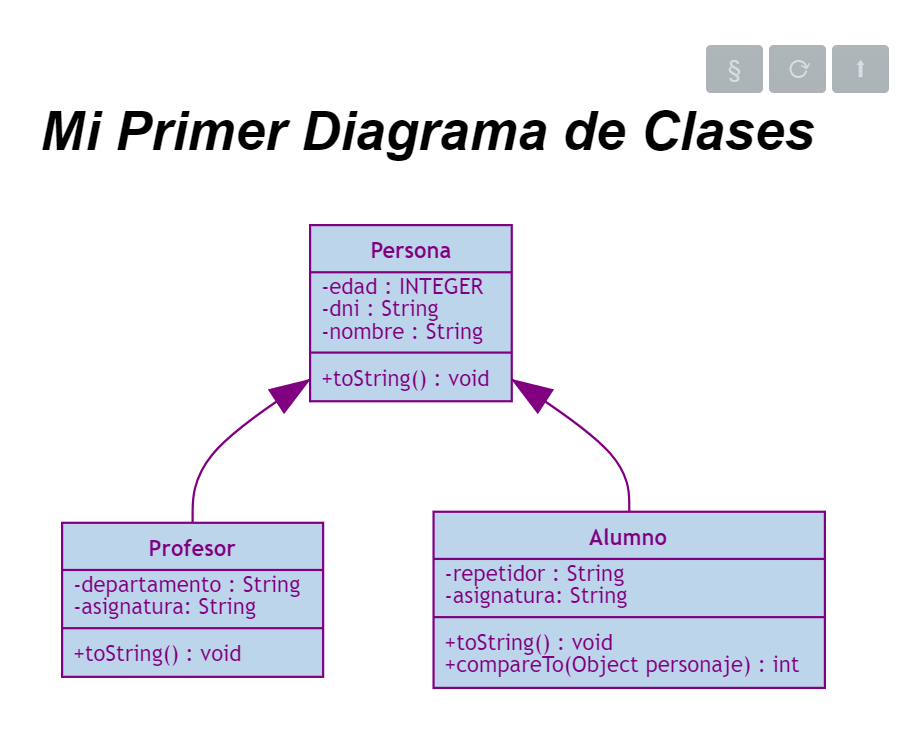 §
Mi Primer Diagrama de Clases
Persona
-edad : INTEGER
-dni : String
-nombre : String
+toString() : void
Profesor
-departamento : String
-asignatura: String
+toString() : void
Alumno
-repetidor : String
-asignatura: String
+toString() : void
+compareTo(Object personaje) : int